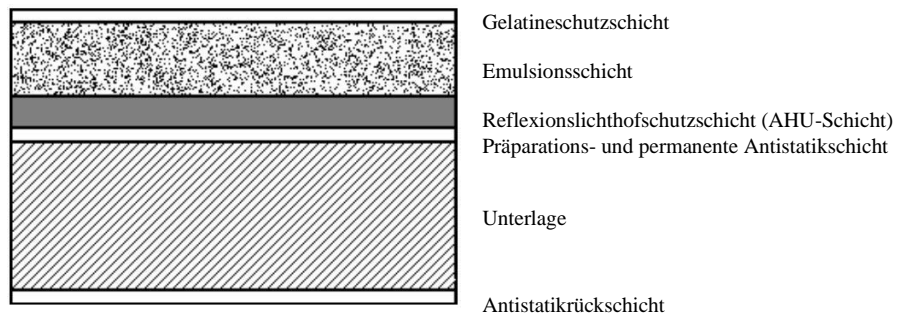 Gelatineschutzschicht
Emulsionsschicht
Reflexionslichthofschutzschicht (AHU-Schicht)
Präparations- und permanente Antistatikschicht
Unterlage
Antistatikrückschicht